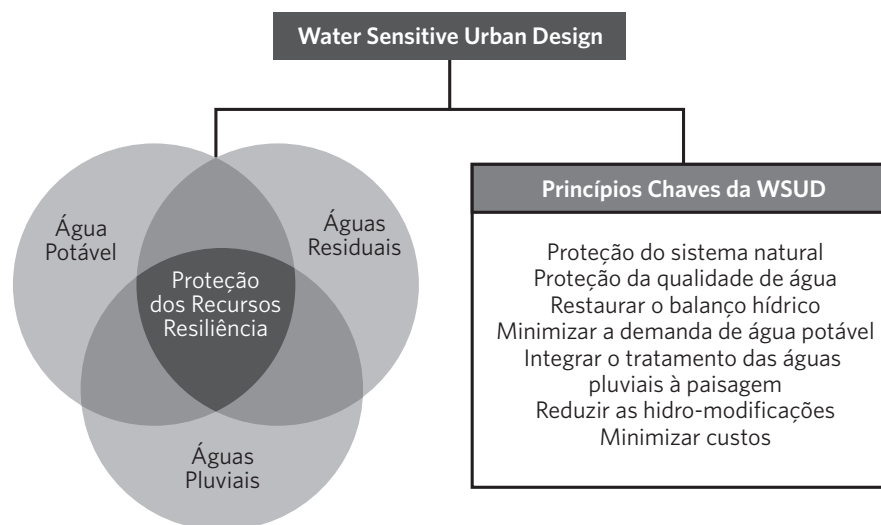 Water Sensitive Urban Design
Água
Potável
Águas
Residuais
Proteção
dos Recursos
Resiliência
Águas
Pluviais
Princípios Chaves da WSUD
Proteção do sistema natural
Proteção da qualidade de água
Restaurar o balanço hídrico
Minimizar a demanda de água potável
Integrar o tratamento das águas
pluviais à paisagem
Reduzir as hidro-modificações
Minimizar custos